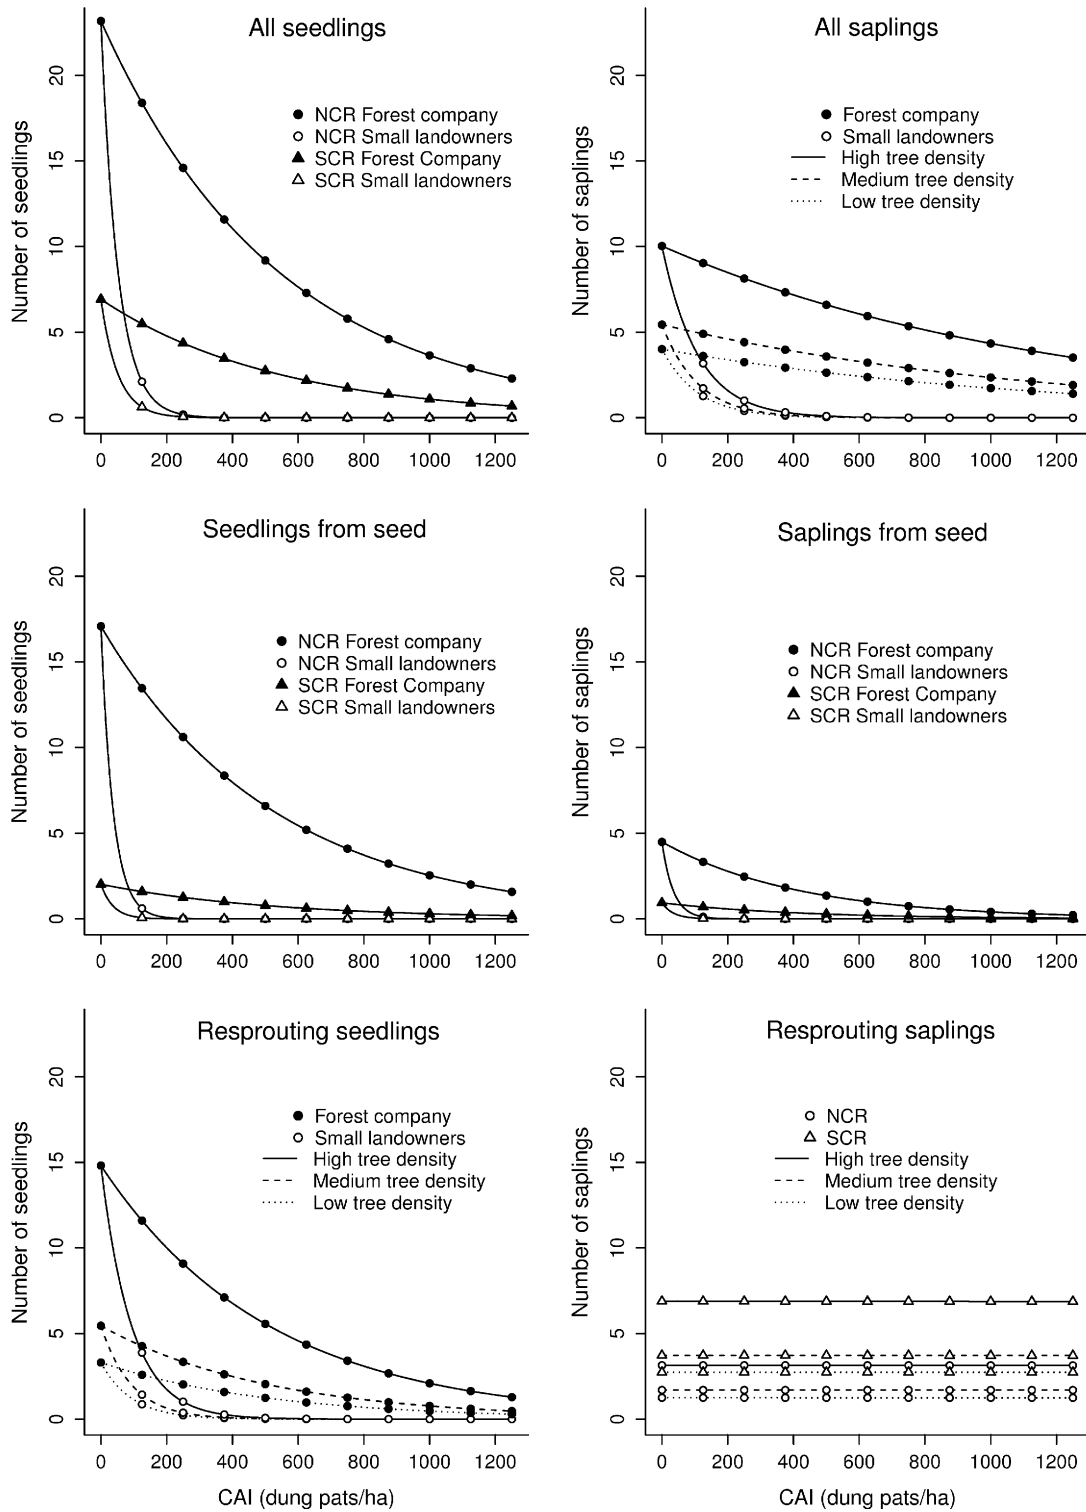 All seedlings
Number of seedlings
20
15
10
5
0
NCR Forest company
NCR Small landowners
SCR Forest Company
SCR Small landowners
0 200 400 600 800 1000 1200
All saplings
Number of saplings
20
15
10
5
0
Forest company
Small landowners
High tree density
Medium tree density
Low tree density
0 200 400 600 800 1000 1200
Seedlings from seed
Number of seedlings
20
15
10
5
0
NCR Forest company
NCR Small landowners
SCR Forest Company
SCR Small landowners
0 200 400 600 800 1000 1200
Saplings from seed
Number of saplings
20
15
10
5
0
NCR Forest company
NCR Small landowners
SCR Forest Company
SCR Small landowners
0 200 400 600 800 1000 1200
Resprouting seedlings
Number of seedlings
20
15
10
5
0
Forest company
Small landowners
High tree density
Medium tree density
Low tree density
0 200 400 600 800 1000 1200
CAI (dung pats/ha)
Resprouting saplings
Number of saplings
20
15
10
5
0
NCR
SCR
High tree density
Medium tree density
Low tree density
0 200 400 600 800 1000 1200
CAI (dung pats/ha)